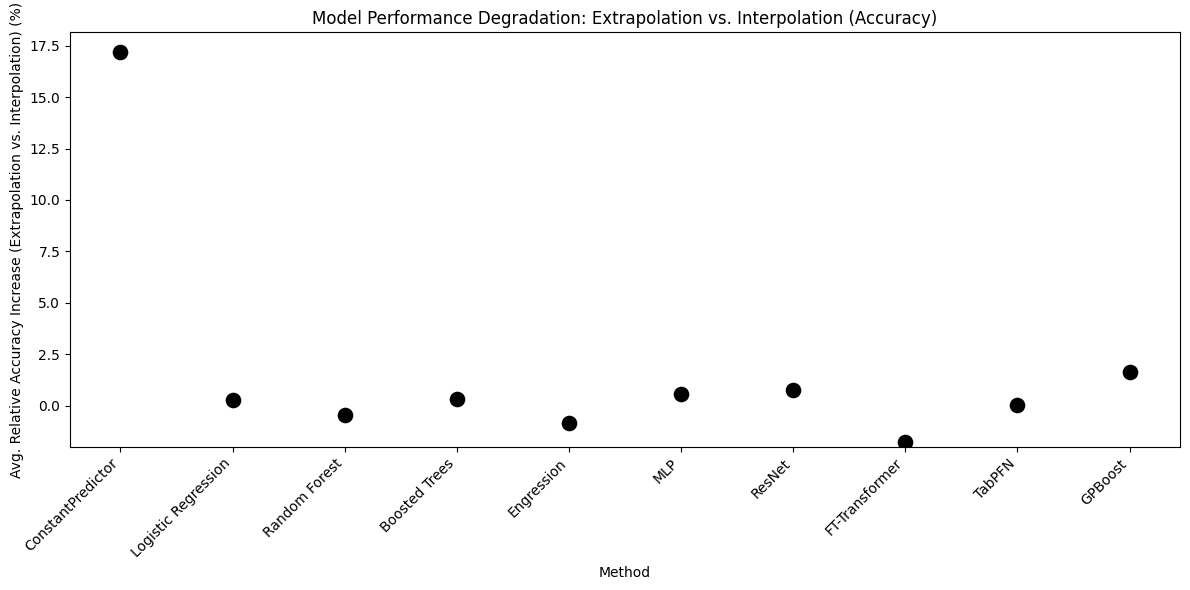 Model Performance Degradation: Extrapolation vs. Interpolation (Accuracy)
Avg. Relative Accuracy Increase (Extrapolation vs. Interpolation) (%)
17.5
15.0
12.5
10.0
7.5
5.0
2.5
0.0
ConstantPredictor
Logistic Regression
Random Forest
Boosted Trees
Engression
MLP
ResNet
FT-Transformer
TabPFN
GPBoost
Method